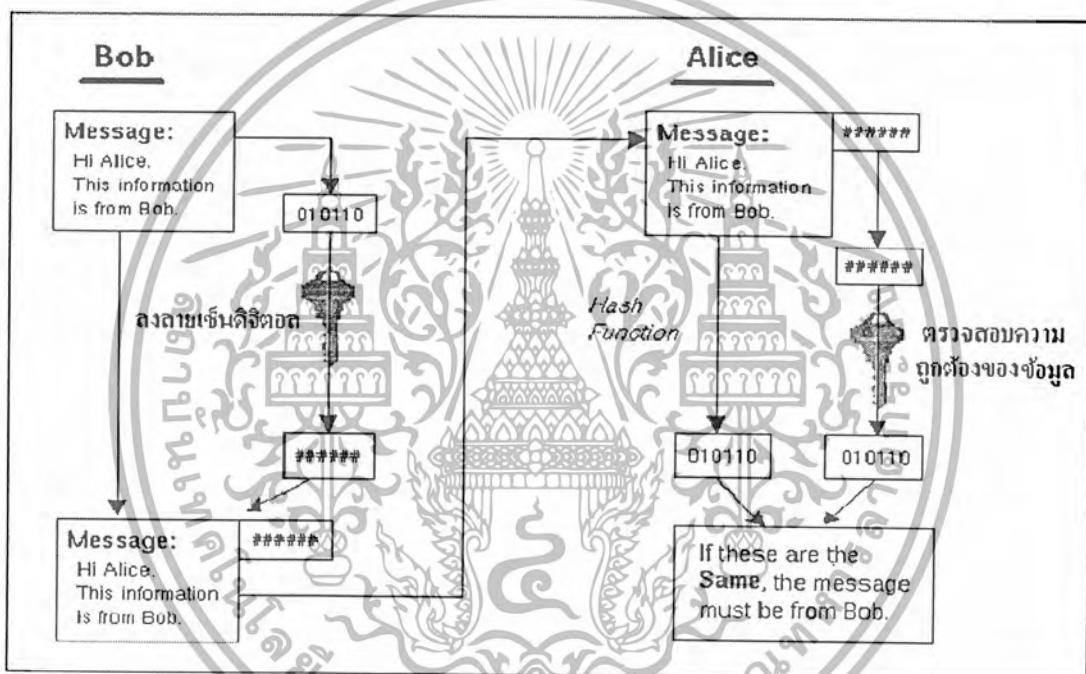 Bob
Message:
Hi Alice.
This information
is from Bob.
010110
ลงลายเซ็นดิจิตอล
######
Message:
Hi Alice.
This information
is from Bob.
######
Alice
Message:
Hi Alice.
This information
is from Bob.
######
######
Hash
Function
ตรวจสอบความ
ถูกต้องของข้อมูล
010110
010110
If these are the
Same, the message
must be from Bob.